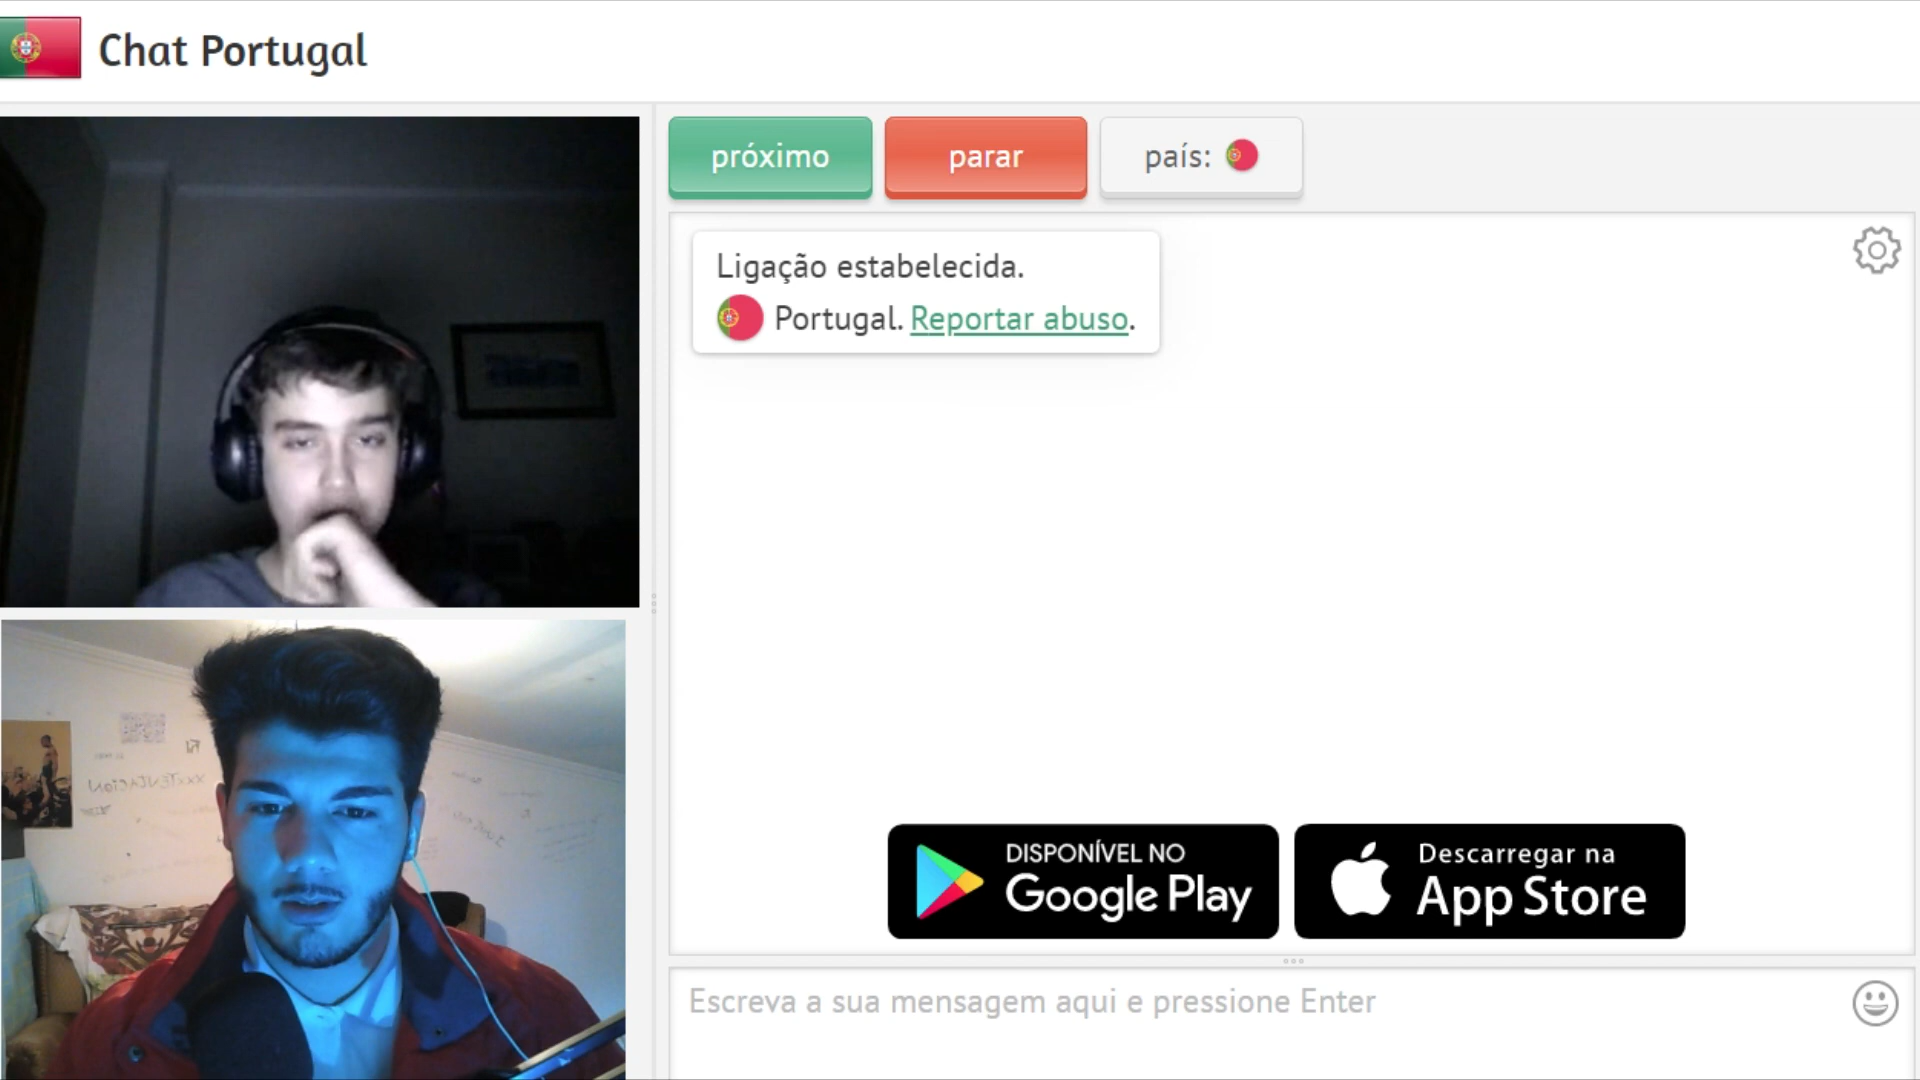 Chat Portugal
próximo
parar
país:
Ligação estabelecida.
Portugal. Reportar abuso.
XXXTENTACION
DISPONÍVEL NO
Google Play
Descarregar na
App Store
Escreva a sua mensagem aqui e pressione Enter